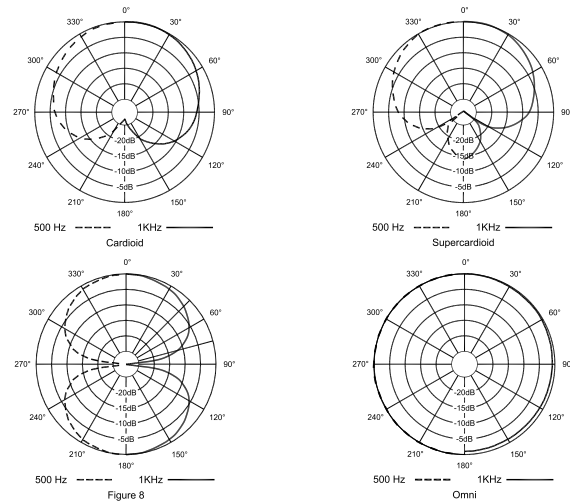 0°
330° 30°
300° 60°
270° 90°
-20dB
240° -15dB 120°
-10dB
-5dB
210° 150°
180°
500 Hz 1KHz
Cardioid
0°
330° 30°
300° 60°
270° 90°
-20dB
240° -15dB 120°
-10dB
-5dB
210° 150°
180°
500 Hz 1KHz
Supercardioid
0°
330° 30°
300° 60°
270° 90°
-20dB
240° -15dB 120°
-10dB
-5dB
210° 150°
180°
500 Hz 1KHz
Figure 8
0°
330° 30°
300° 60°
270° 90°
-20dB
240° -15dB 120°
-10dB
-5dB
210° 150°
180°
500 Hz 1KHz
Omni